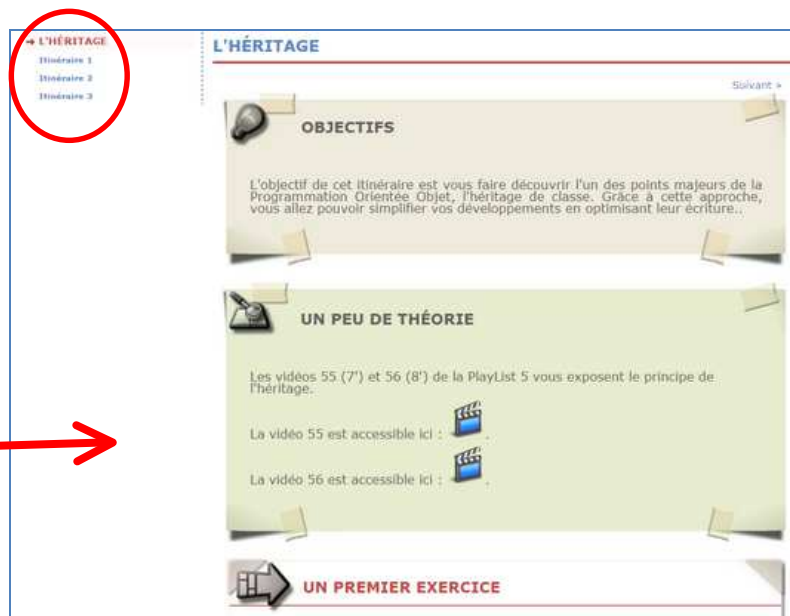 ➔ L'HÉRITAGE
Itinéraire 1
Itinéraire 2
Itinéraire 3
L'HÉRITAGE
Suivant >
OBJECTIFS
L'objectif de cet itinéraire est vous faire découvrir l'un des points majeurs de la
Programmation Orientée Objet, l'héritage de classe. Grâce à cette approche,
vous allez pouvoir simplifier vos développements en optimisant leur écriture..
UN PEU DE THÉORIE
Les vidéos 55 (7') et 56 (8') de la PlayList 5 vous exposent le principe de
l'héritage.
La vidéo 55 est accessible ici : .
La vidéo 56 est accessible ici : .
UN PREMIER EXERCICE